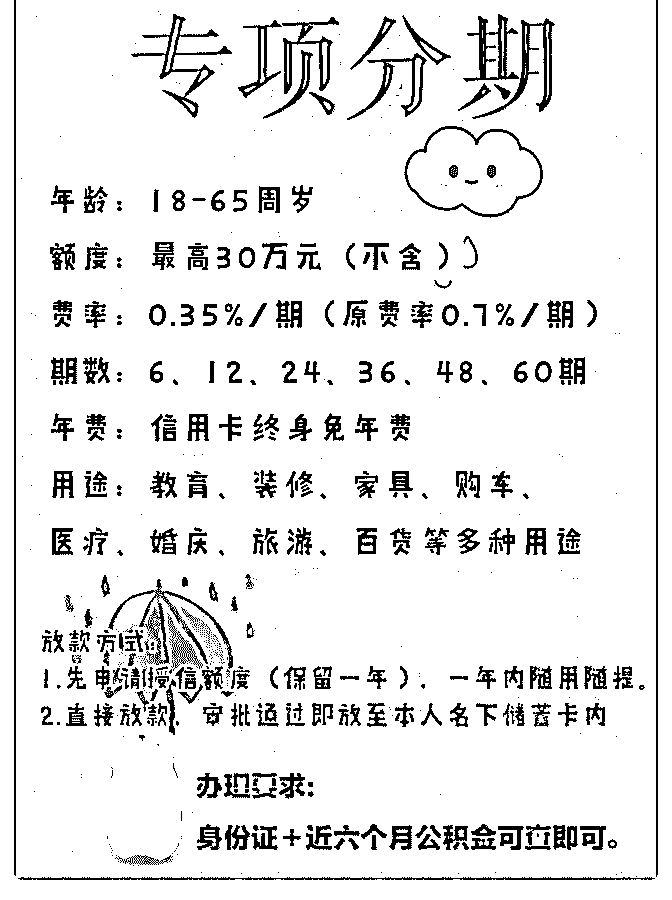 专项分期
年龄：18-65周岁
额度：最高30万元（不含）
费率：0.35%/期（原费率0.7%/期）
期数：6、12、24、36、48、60期
年费：信用卡终身免年费
用途：教育、装修、家具、购车、
医疗、婚庆、旅游、百货等多种用途
放款方式：
1.先申请授信额度（保留一年），一年内随用随提。
2.直接放款，审批通过即放至本人名下储蓄卡内
办理要求：
身份证＋近六个月公积金可查即可。